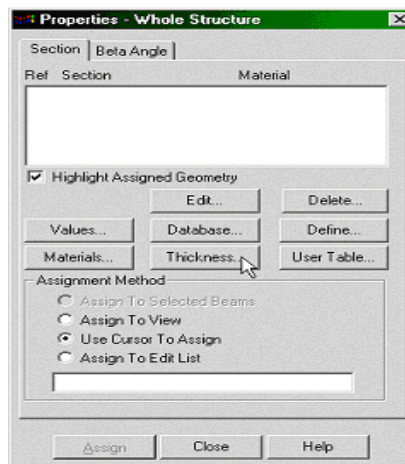 Properties - Whole Structure
Section Beta Angle
Ref Section Material
Highlight Assigned Geometry
Edit... Delete...
Values... Database... Define...
Materials... Thickness... User Table...
Assignment Method
Assign To Selected Beams
Assign To View
Use Cursor To Assign
Assign To Edit List
Assign Close Help